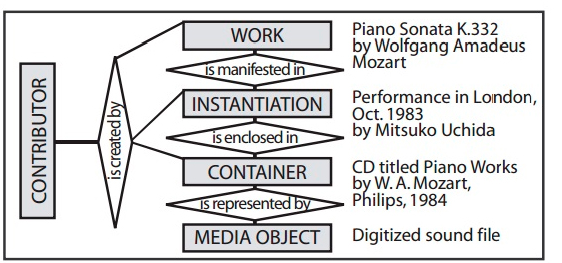 CONTRIBUTOR
is created by
WORK
Piano Sonata K.332
by Wolfgang Amadeus
Mozart
is manifested in
INSTANTIATION
Performance in London,
Oct. 1983
by Mitsuko Uchida
is enclosed in
CONTAINER
CD titled Piano Works
by W. A. Mozart,
Philips, 1984
is represented by
MEDIA OBJECT
Digitized sound file